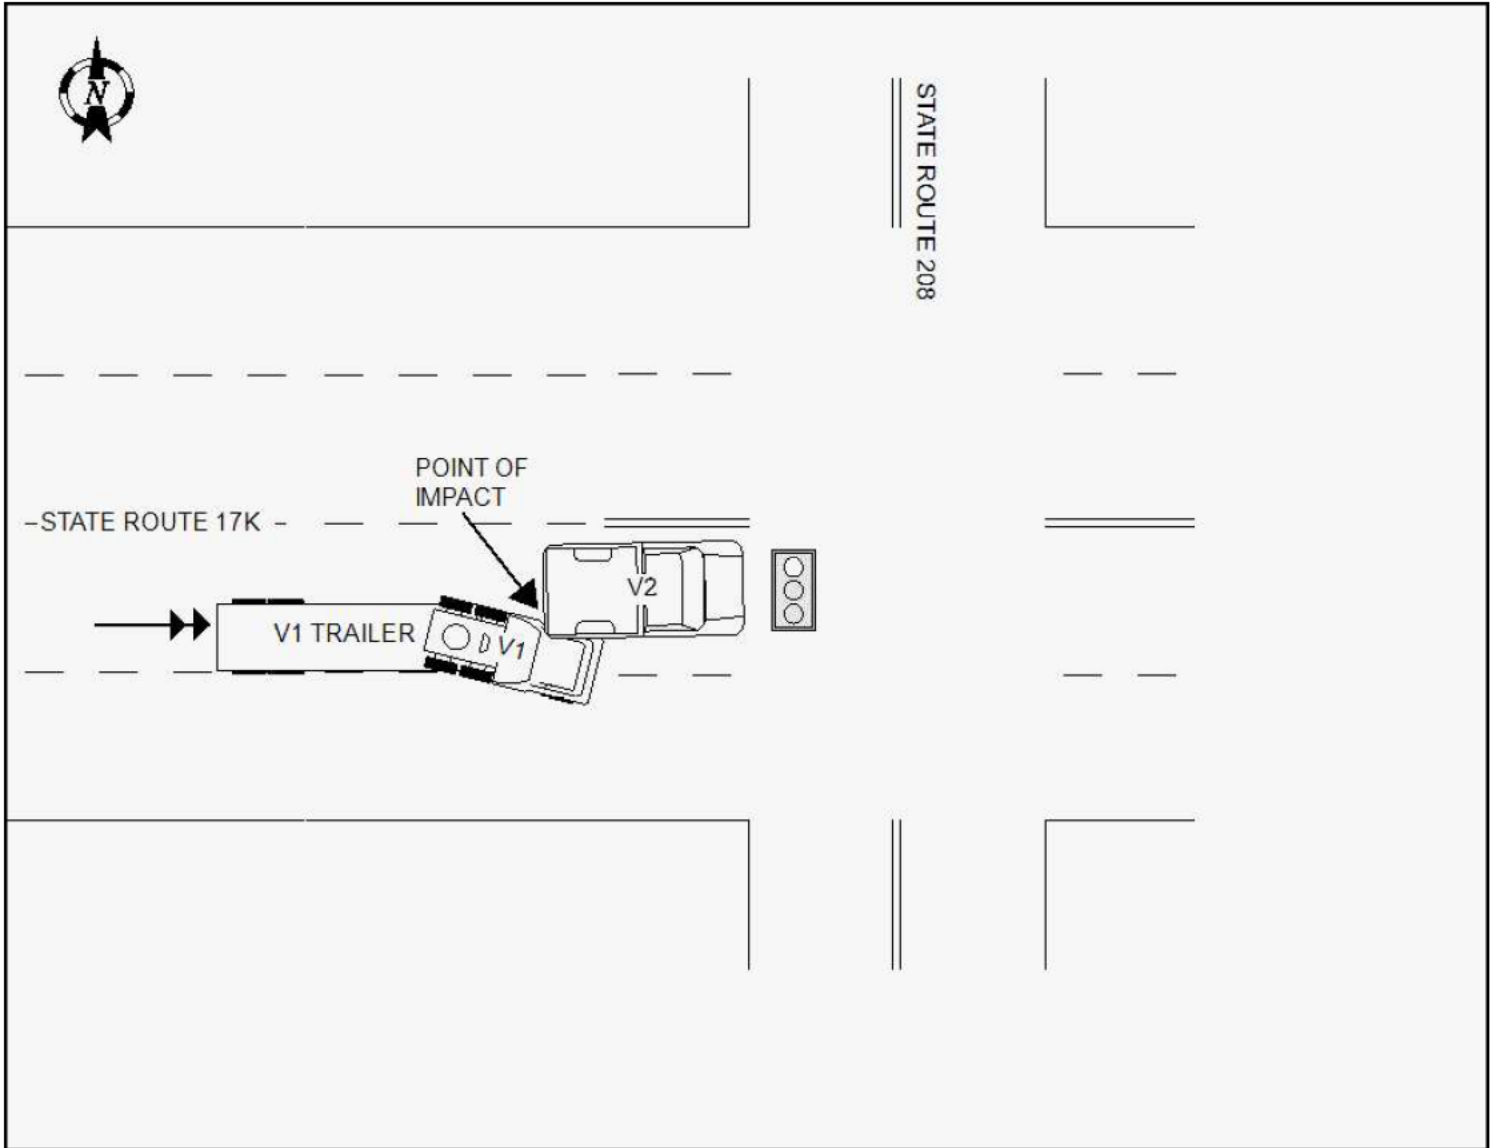 N
STATE ROUTE 208
POINT OF
IMPACT
STATE ROUTE 17K
V2
V1 TRAILER
V1